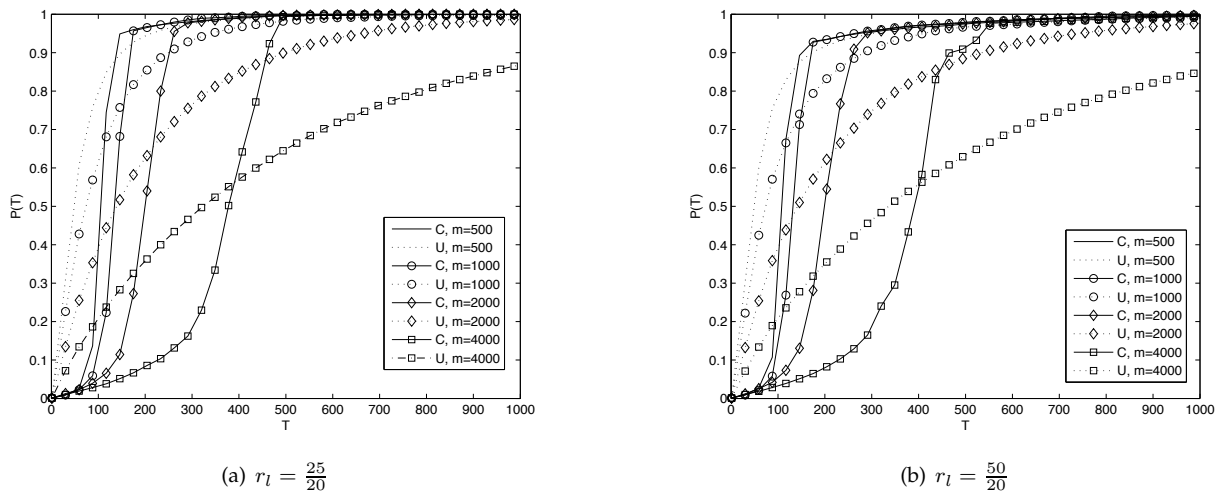 1
0.9
0.8
0.7
0.6
0.5
0.4
0.3
0.2
0.1
0
P(T)
0 100 200 300 400 500 600 700 800 900 1000
T
C, m=500
U, m=500
C, m=1000
U, m=1000
C, m=2000
U, m=2000
C, m=4000
U, m=4000
(a) r_l = 25/20
1
0.9
0.8
0.7
0.6
0.5
0.4
0.3
0.2
0.1
0
P(T)
0 100 200 300 400 500 600 700 800 900 1000
T
C, m=500
U, m=500
C, m=1000
U, m=1000
C, m=2000
U, m=2000
C, m=4000
U, m=4000
(b) r_l = 50/20